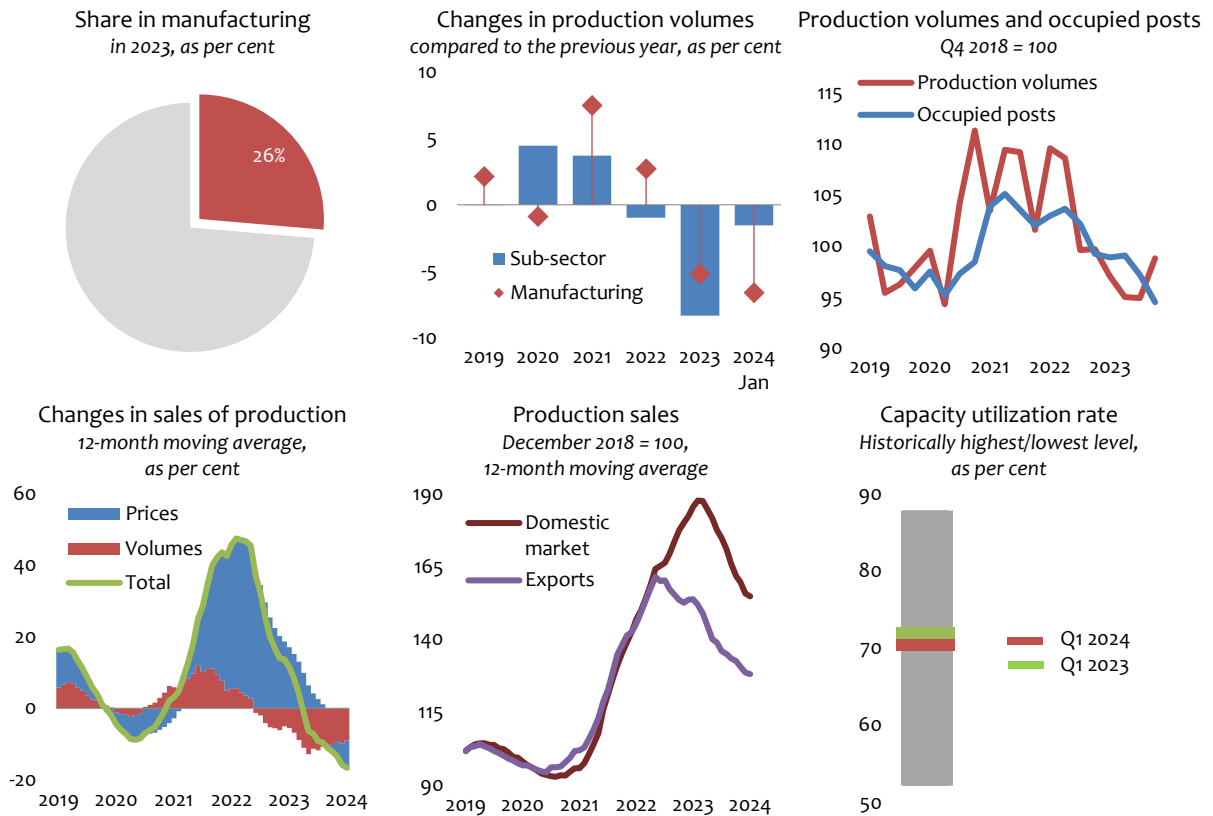 Share in manufacturing
in 2023, as per cent
26%
Changes in production volumes
compared to the previous year, as per cent
10
5
0
-5
-10
Sub-sector
Manufacturing
2019 2020 2021 2022 2023 2024
Jan
Production volumes and occupied posts
Q4 2018 = 100
Production volumes
Occupied posts
115
110
105
100
95
90
2019 2020 2021 2022 2023
Changes in sales of production
12-month moving average,
as per cent
60
40
20
0
-20
Prices
Volumes
Total
2019 2020 2021 2022 2023 2024
Production sales
December 2018 = 100,
12-month moving average
190
165
140
115
90
Domestic
market
Exports
2019 2020 2021 2022 2023 2024
Capacity utilization rate
Historically highest/lowest level,
as per cent
90
80
70
60
50
Q1 2024
Q1 2023